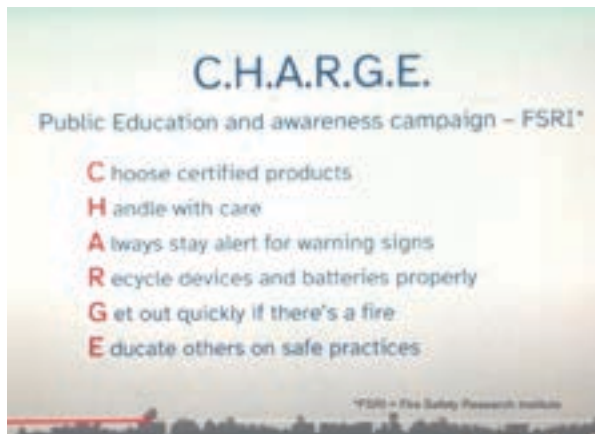 C.H.A.R.G.E.
Public Education and awareness campaign – FSRI*
C hoose certified products
H andle with care
A lways stay alert for warning signs
R ecycle devices and batteries properly
G et out quickly if there's a fire
E ducate others on safe practices
*FSRI = Fire Safety Research Institute